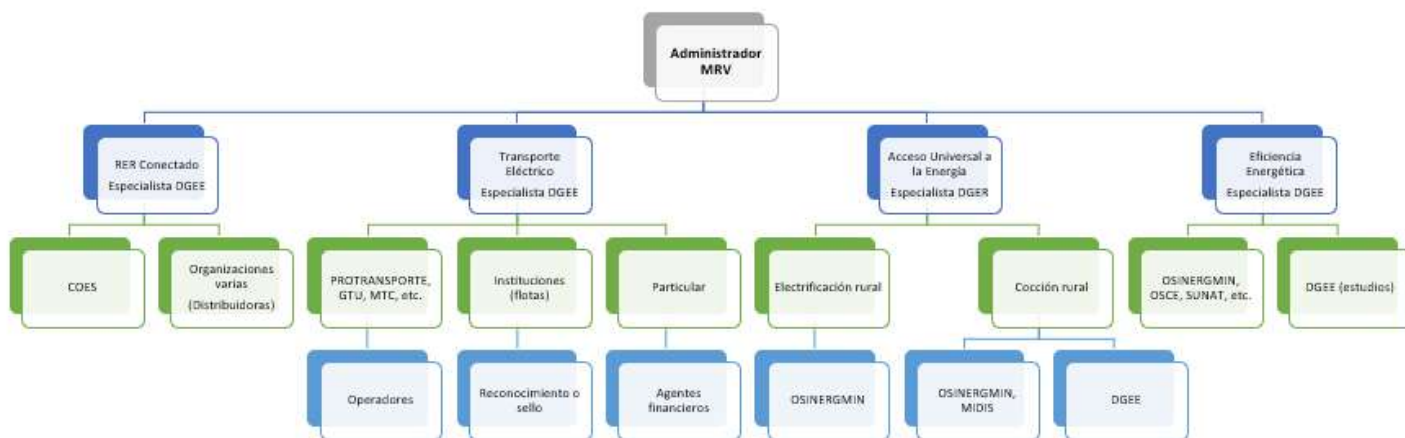 Administrador
MRV
RER Conectado
Especialista DGEE
Transporte
Eléctrico
Especialista DGEE
Acceso Universal a
la Energía
Especialista DGER
Eficiencia
Energética
Especialista DGEE
COES
Organizaciones
varias
(Distribuidoras)
PROTRANSPORTE,
GTU, MTC, etc.
Instituciones
(flotas)
Particular
Electrificación rural
Cocción rural
OSINERGMIN,
OSCE, SUNAT, etc.
DGEE (estudios)
Operadores
Reconocimiento o
sello
Agentes
financieros
OSINERGMIN
OSINERGMIN,
MIDIS
DGEE